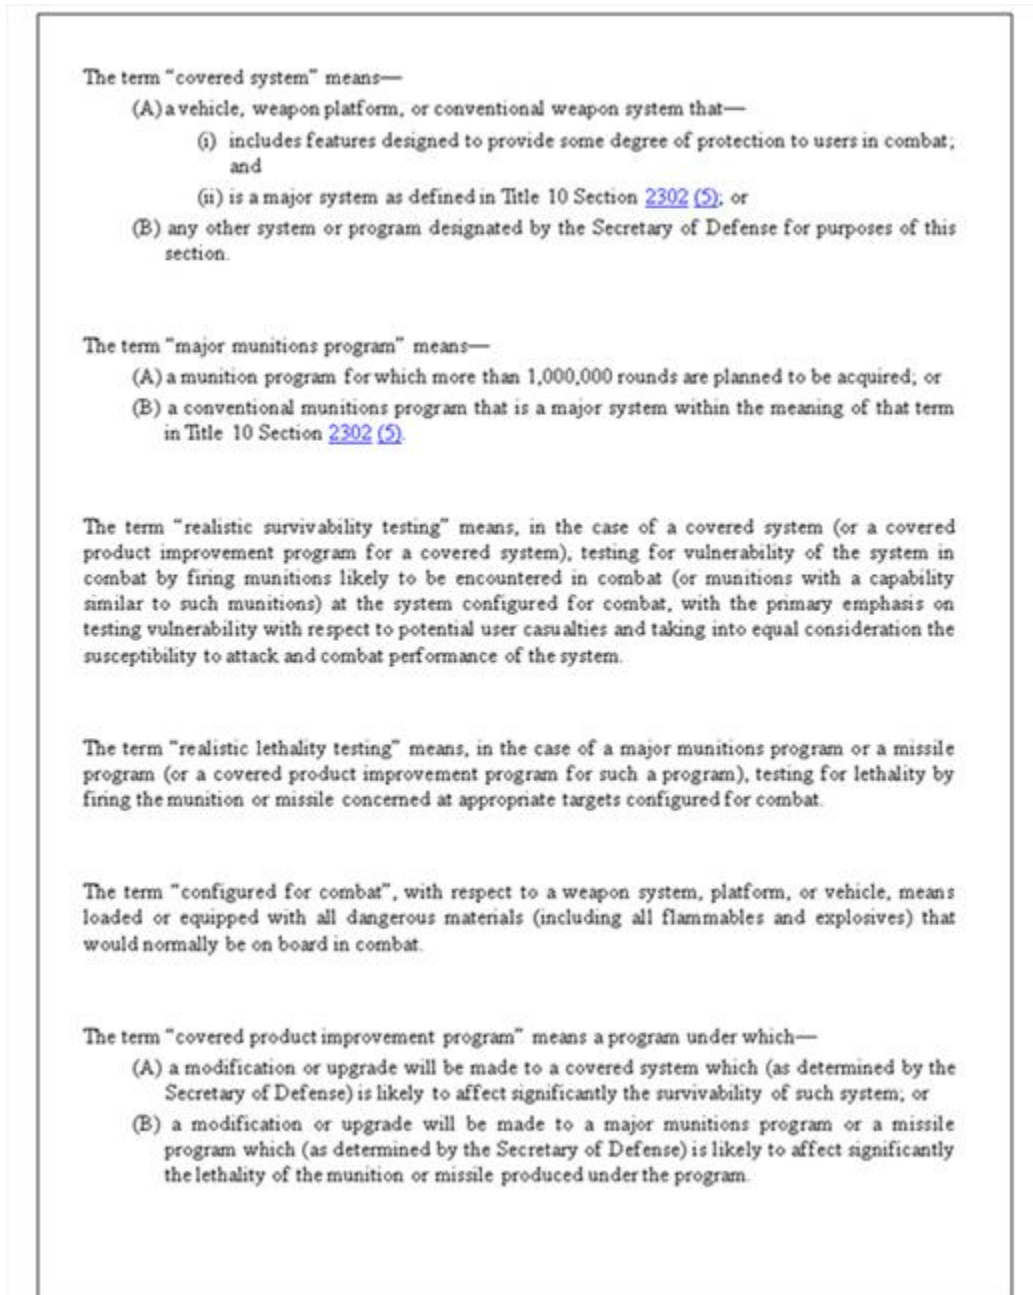 The term “covered system” means—
(A) a vehicle, weapon platform, or conventional weapon system that—
(i) includes features designed to provide some degree of protection to users in combat;
and
(ii) is a major system as defined in Title 10 Section 2302 (5); or
(B) any other system or program designated by the Secretary of Defense for purposes of this
section.
The term “major munitions program” means—
(A) a munition program for which more than 1,000,000 rounds are planned to be acquired; or
(B) a conventional munitions program that is a major system within the meaning of that term
in Title 10 Section 2302 (5).
The term “realistic survivability testing” means, in the case of a covered system (or a covered
product improvement program for a covered system), testing for vulnerability of the system in
combat by firing munitions likely to be encountered in combat (or munitions with a capability
similar to such munitions) at the system configured for combat, with the primary emphasis on
testing vulnerability with respect to potential user casualties and taking into equal consideration the
susceptibility to attack and combat performance of the system.
The term “realistic lethality testing” means, in the case of a major munitions program or a missile
program (or a covered product improvement program for such a program), testing for lethality by
firing the munition or missile concerned at appropriate targets configured for combat.
The term “configured for combat”, with respect to a weapon system, platform, or vehicle, means
loaded or equipped with all dangerous materials (including all flammables and explosives) that
would normally be on board in combat.
The term “covered product improvement program” means a program under which—
(A) a modification or upgrade will be made to a covered system which (as determined by the
Secretary of Defense) is likely to affect significantly the survivability of such system; or
(B) a modification or upgrade will be made to a major munitions program or a missile
program which (as determined by the Secretary of Defense) is likely to affect significantly
the lethality of the munition or missile produced under the program.